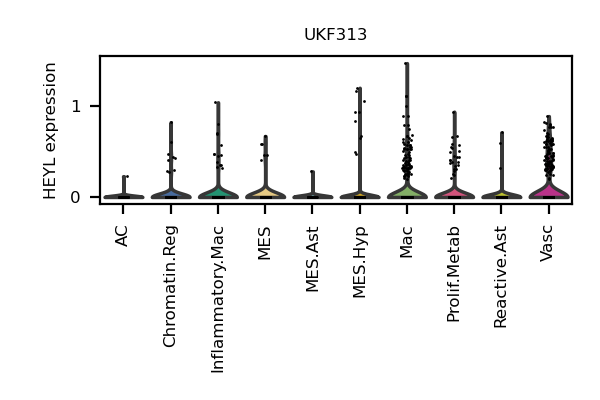 UKF313
HEYL expression
1
0
AC
Chromatin.Reg
Inflammatory.Mac
MES
MES.Ast
MES.Hyp
Mac
Prolif.Metab
Reactive.Ast
Vasc